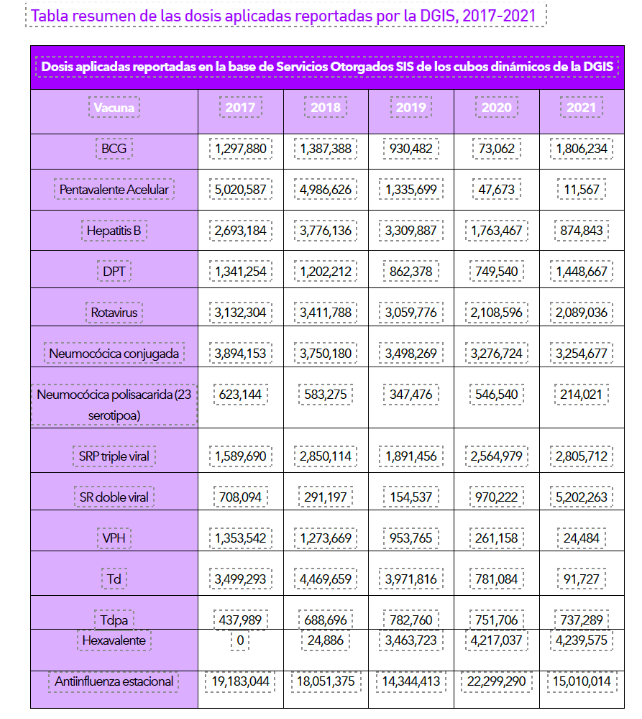 Tabla resumen de las dosis aplicadas reportadas por la DGIS, 2017-2021
Dosis aplicadas reportadas en la base de Servicios Otorgados SIS de los cubos dinámicos de la DGIS
Vacuna 2017 2018 2019 2020 2021
BCG 1,297,880 1,387,388 930,482 73,062 1,806,234
Pentavalente Acelular 5,020,587 4,986,626 1,335,699 47,673 11,567
Hepatitis B 2,693,184 3,776,136 3,309,887 1,763,467 874,843
DPT 1,341,254 1,202,212 862,378 749,540 1,448,667
Rotavirus 3,132,304 3,411,788 3,059,776 2,108,596 2,089,036
Neumocócica conjugada 3,894,153 3,750,180 3,498,269 3,276,724 3,254,677
Neumocócica polisacarida (23 623,144 583,275 347,476 546,540 214,021
serotipoa)
SRP triple viral 1,589,690 2,850,114 1,891,456 2,564,979 2,805,712
SR doble viral 708,094 291,197 154,537 970,222 5,202,263
VPH 1,353,542 1,273,669 953,765 261,158 24,484
Td 3,499,293 4,469,659 3,971,816 781,084 91,727
Tdpa 437,989 688,696 782,760 751,706 737,289
Hexavalente 0 24,886 3,463,723 4,217,037 4,239,575
Antiinfluenza estacional 19,183,044 18,051,375 14,344,413 22,299,290 15,010,014